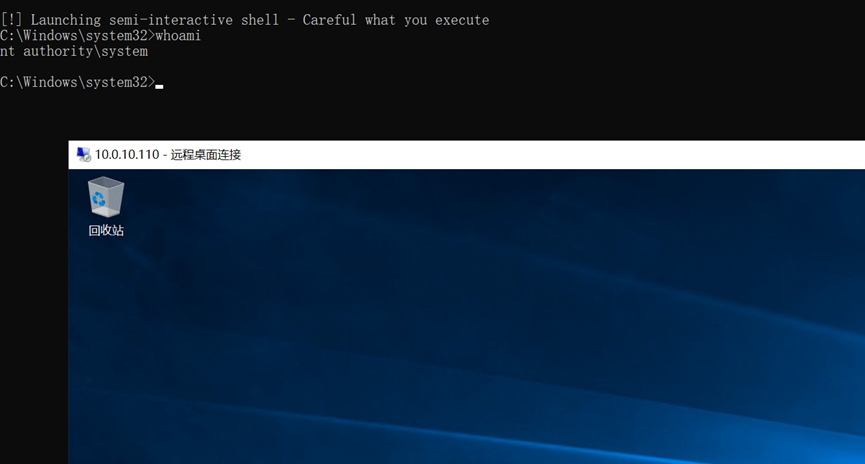 [!] Launching semi-interactive shell - Careful what you execute
C:\Windows\system32>whoami
nt authority\system
C:\Windows\system32>
10.0.10.110 - 远程桌面连接
回收站